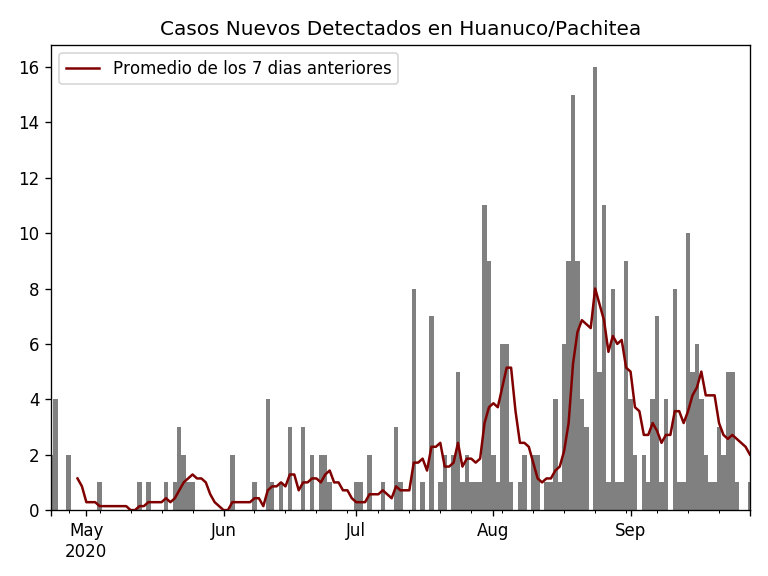 Casos Nuevos Detectados en Huanuco/Pachitea
Promedio de los 7 dias anteriores
16
14
12
10
8
6
4
2
0
May
2020
Jun
Jul
Aug
Sep